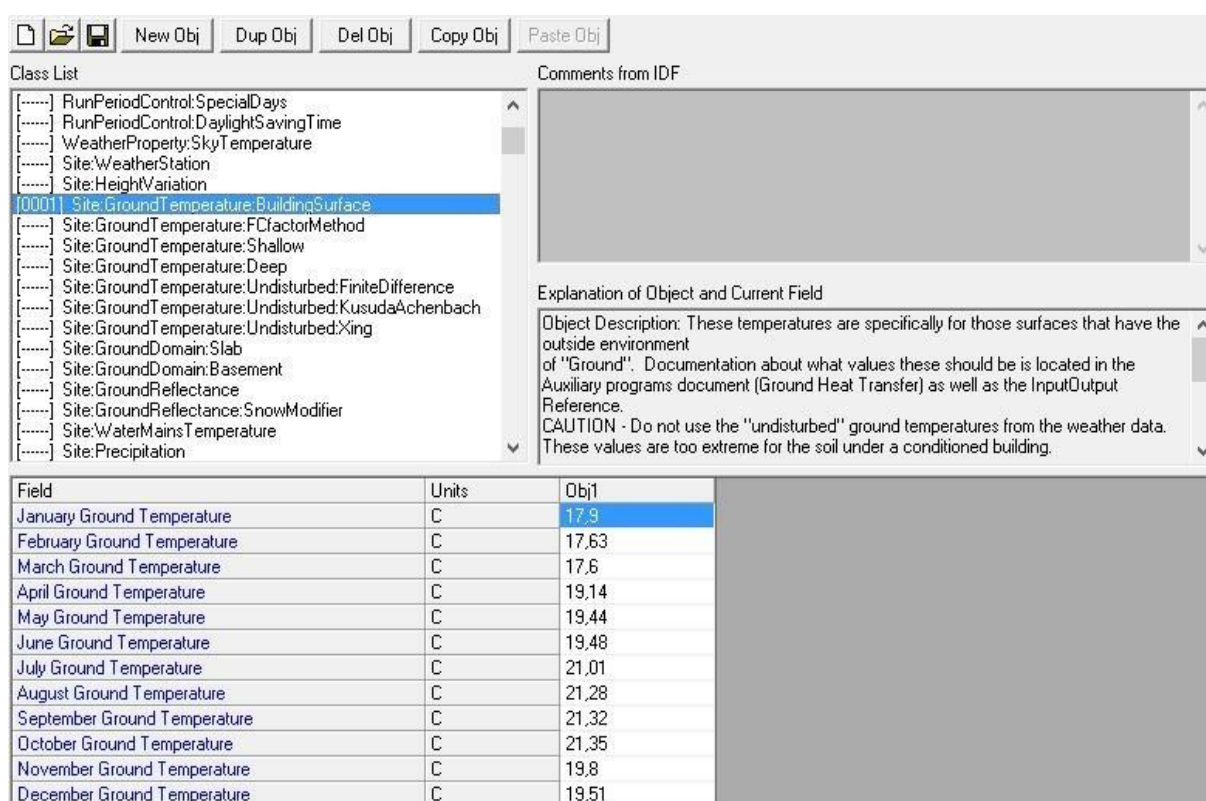 New Obj Dup Obj Del Obj Copy Obj Paste Obj
Class List
[------] RunPeriodControl:SpecialDays
[------] RunPeriodControl:DaylightSavingTime
[------] WeatherProperty:SkyTemperature
[------] Site:WeatherStation
[------] Site:HeightVariation
[0001] Site:GroundTemperature:BuildingSurface
[------] Site:GroundTemperature:FCfactorMethod
[------] Site:GroundTemperature:Shallow
[------] Site:GroundTemperature:Deep
[------] Site:GroundTemperature:Undisturbed:FiniteDifference
[------] Site:GroundTemperature:Undisturbed:KusudaAchenbach
[------] Site:GroundTemperature:Undisturbed:Xing
[------] Site:GroundDomain:Slab
[------] Site:GroundDomain:Basement
[------] Site:GroundReflectance
[------] Site:GroundReflectance:SnowModifier
[------] Site:WaterMainsTemperature
[------] Site:Precipitation
Comments from IDF
Explanation of Object and Current Field
Object Description: These temperatures are specifically for those surfaces that have the
outside environment
of "Ground". Documentation about what values these should be is located in the
Auxiliary programs document (Ground Heat Transfer) as well as the InputOutput
Reference.
CAUTION - Do not use the "undisturbed" ground temperatures from the weather data.
These values are too extreme for the soil under a conditioned building.
Field Units Obj1
January Ground Temperature C 17,9
February Ground Temperature C 17,63
March Ground Temperature C 17,6
April Ground Temperature C 19,14
May Ground Temperature C 19,44
June Ground Temperature C 19,48
July Ground Temperature C 21,01
August Ground Temperature C 21,28
September Ground Temperature C 21,32
October Ground Temperature C 21,35
November Ground Temperature C 19,8
December Ground Temperature C 19,51